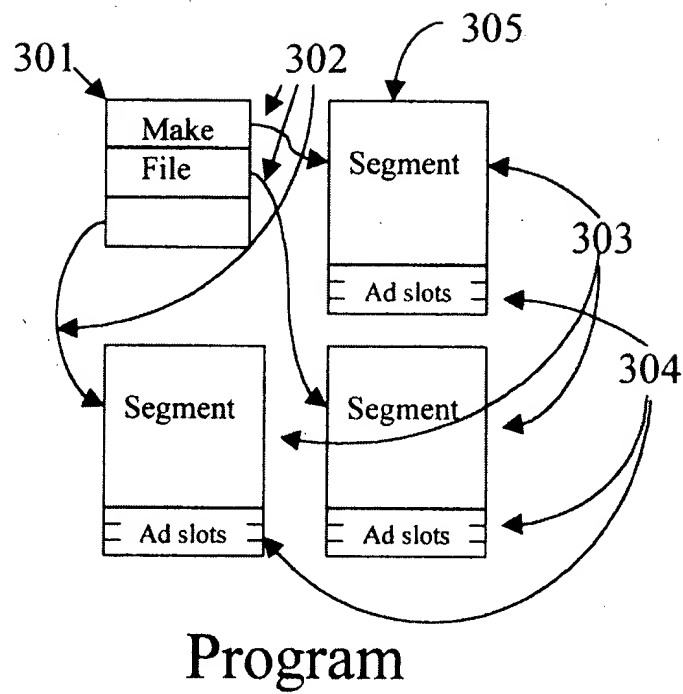 305
301
302
Make
File
Segment
303
Ad slots
304
Segment
Segment
Ad slots
Ad slots
Program